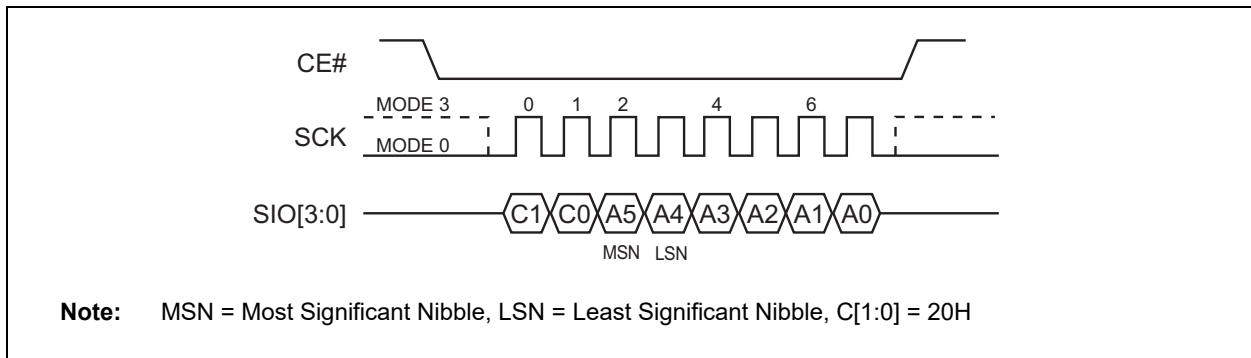 CE#
MODE 3 0 1 2 4 6
SCK
MODE 0
SIO[3:0] C1 C0 A5 A4 A3 A2 A1 A0
MSN LSN
Note: MSN = Most Significant Nibble, LSN = Least Significant Nibble, C[1:0] = 20H